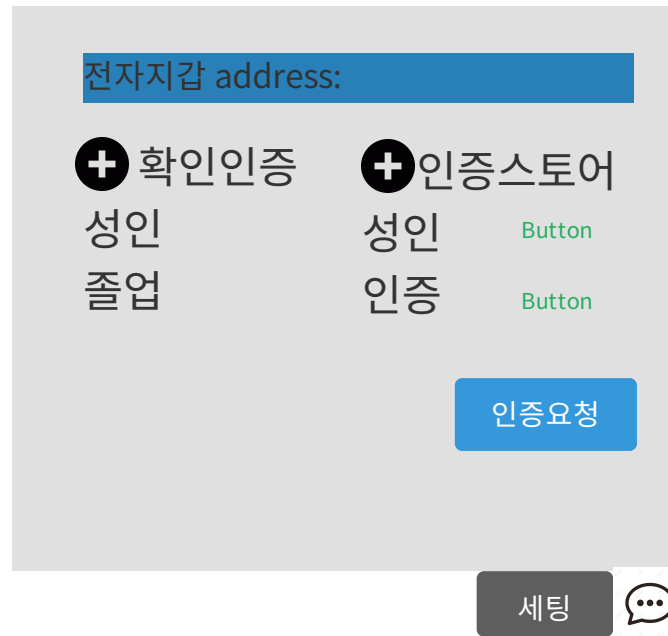 전자지갑 address:
확인인증
성인
졸업
인증스토어
성인 Button
인증 Button
인증요청
세팅